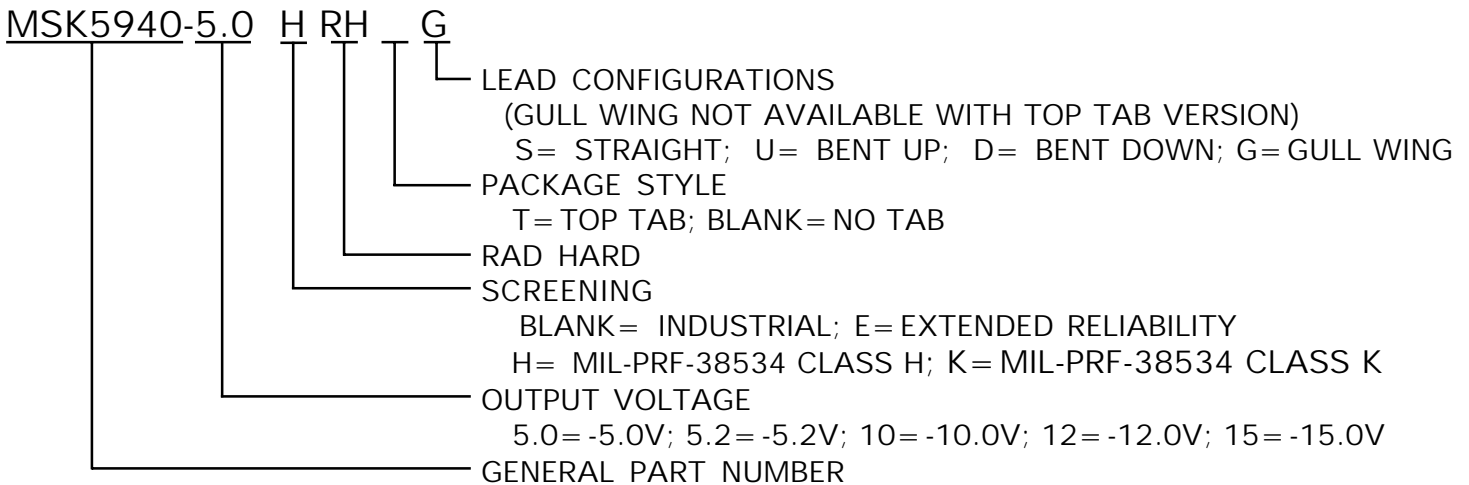 MSK5940-5.0 H RH _ G
LEAD CONFIGURATIONS
(GULL WING NOT AVAILABLE WITH TOP TAB VERSION)
S= STRAIGHT; U= BENT UP; D= BENT DOWN; G=GULL WING
PACKAGE STYLE
T=TOP TAB; BLANK=NO TAB
RAD HARD
SCREENING
BLANK= INDUSTRIAL; E=EXTENDED RELIABILITY
H= MIL-PRF-38534 CLASS H; K=MIL-PRF-38534 CLASS K
OUTPUT VOLTAGE
5.0=-5.0V; 5.2=-5.2V; 10=-10.0V; 12=-12.0V; 15=-15.0V
GENERAL PART NUMBER